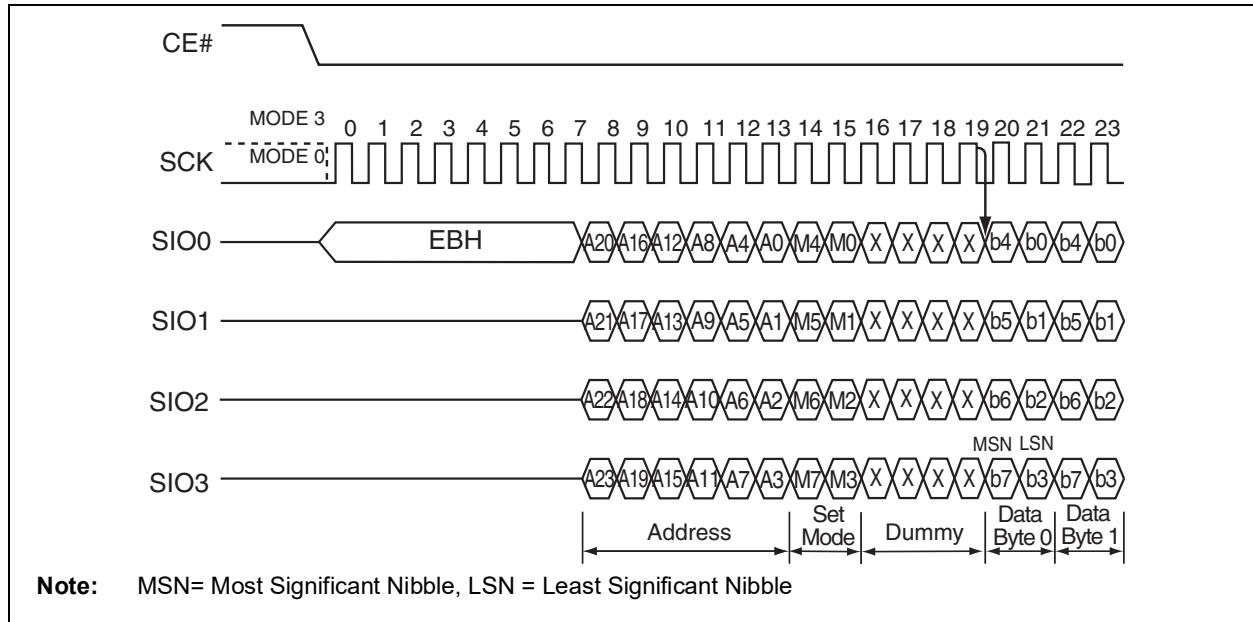 CE#
MODE 3
0 1 2 3 4 5 6 7 8 9 10 11 12 13 14 15 16 17 18 19 20 21 22 23
SCK
MODE 0
SIO0 EBH A20 A16 A12 A8 A4 A0 M4 M0 X X X X b4 b0 b4 b0
SIO1 A21 A17 A13 A9 A5 A1 M5 M1 X X X X b5 b1 b5 b1
SIO2 A22 A18 A14 A10 A6 A2 M6 M2 X X X X b6 b2 b6 b2
MSN LSN
SIO3 A23 A19 A15 A11 A7 A3 M7 M3 X X X X b7 b3 b7 b3
Address Set Mode Dummy Data Byte 0 Data Byte 1
Note: MSN= Most Significant Nibble, LSN = Least Significant Nibble